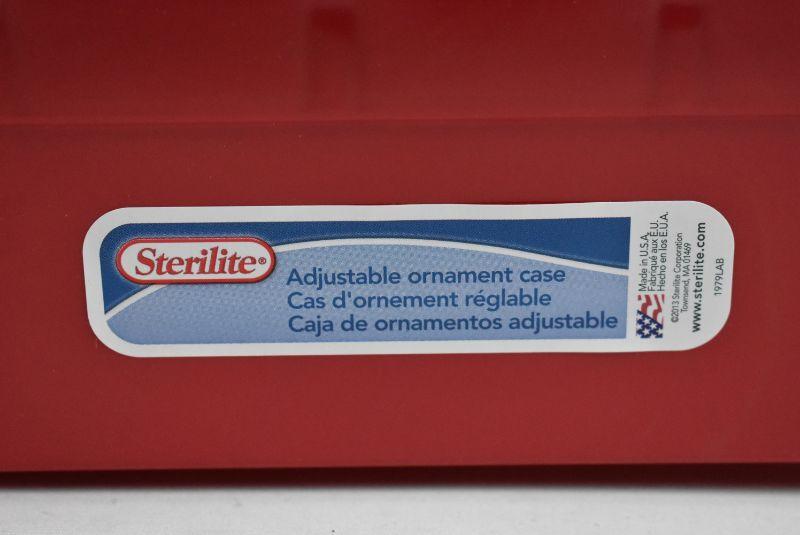 Sterilite®
Adjustable ornament case
Cas d'ornement réglable
Caja de ornamentos adjustable
Made in U.S.A.
Fabriqué aux É.U.
Hecho en los E.U.A.
©2013 Sterilite Corporation
Townsend, MA 01469
www.sterilite.com
1979LAB